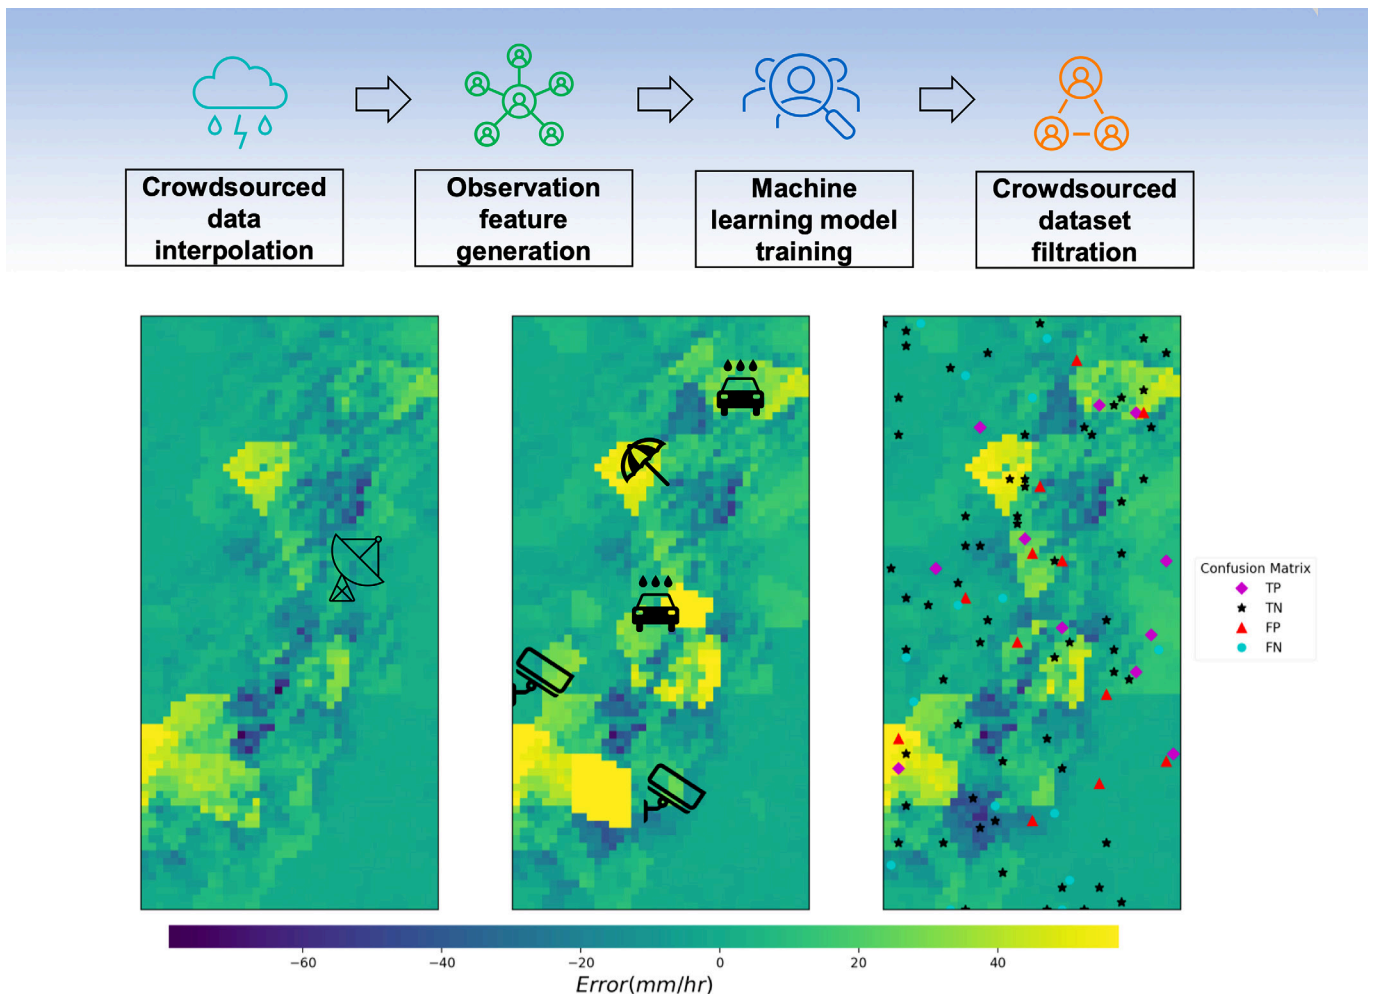 Crowdsourced
data
interpolation
Observation
feature
generation
Machine
learning model
training
Crowdsourced
dataset
filtration
Confusion Matrix
TP
TN
FP
FN
−60 −40 −20 0 20 40
Error(mm/hr)